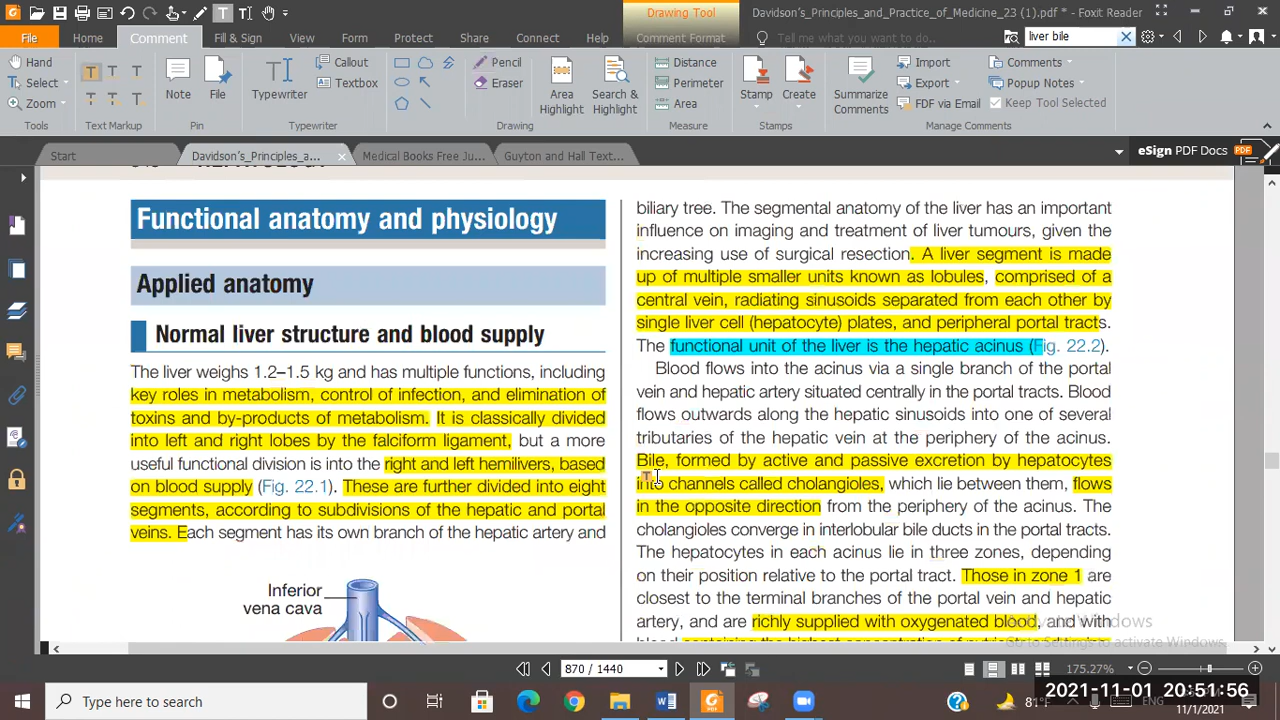 Drawing Tool
Davidson's_Principles_and_Practice_of_Medicine_23 (1).pdf * - Foxit Reader
File
Home
Comment
Fill & Sign
View
Form
Protect
Share
Connect
Help
Comment Format
Tell me what you want to do...
liver bile
Hand
Select
Zoom
Tools
Text Markup
Note
File
Pin
Typewriter
Callout
Textbox
Typewriter
Pencil
Eraser
Drawing
Area Highlight
Search & Highlight
Distance
Perimeter
Area
Measure
Stamp
Create
Stamps
Summarize Comments
Import
Export
FDF via Email
Comments
Popup Notes
Keep Tool Selected
Manage Comments
Start
Davidson's_Principles_a...
Medical Books Free Ju...
Guyton and Hall Text...
eSign PDF Docs
Functional anatomy and physiology
Applied anatomy
Normal liver structure and blood supply
The liver weighs 1.2–1.5 kg and has multiple functions, including
key roles in metabolism, control of infection, and elimination of
toxins and by-products of metabolism. It is classically divided
into left and right lobes by the falciform ligament, but a more
useful functional division is into the right and left hemilivers, based
on blood supply (Fig. 22.1). These are further divided into eight
segments, according to subdivisions of the hepatic and portal
veins. Each segment has its own branch of the hepatic artery and
Inferior
vena cava
biliary tree. The segmental anatomy of the liver has an important
influence on imaging and treatment of liver tumours, given the
increasing use of surgical resection. A liver segment is made
up of multiple smaller units known as lobules, comprised of a
central vein, radiating sinusoids separated from each other by
single liver cell (hepatocyte) plates, and peripheral portal tracts.
The functional unit of the liver is the hepatic acinus (Fig. 22.2).
Blood flows into the acinus via a single branch of the portal
vein and hepatic artery situated centrally in the portal tracts. Blood
flows outwards along the hepatic sinusoids into one of several
tributaries of the hepatic vein at the periphery of the acinus.
Bile, formed by active and passive excretion by hepatocytes
into channels called cholangioles, which lie between them, flows
in the opposite direction from the periphery of the acinus. The
cholangioles converge in interlobular bile ducts in the portal tracts.
The hepatocytes in each acinus lie in three zones, depending
on their position relative to the portal tract. Those in zone 1 are
closest to the terminal branches of the portal vein and hepatic
artery, and are richly supplied with oxygenated blood, and with
Activate Windows
Go to Settings to activate Windows.
870 / 1440
175.27%
Type here to search
81°
ENG
2021-11-01 20:51:56
11/1/2021